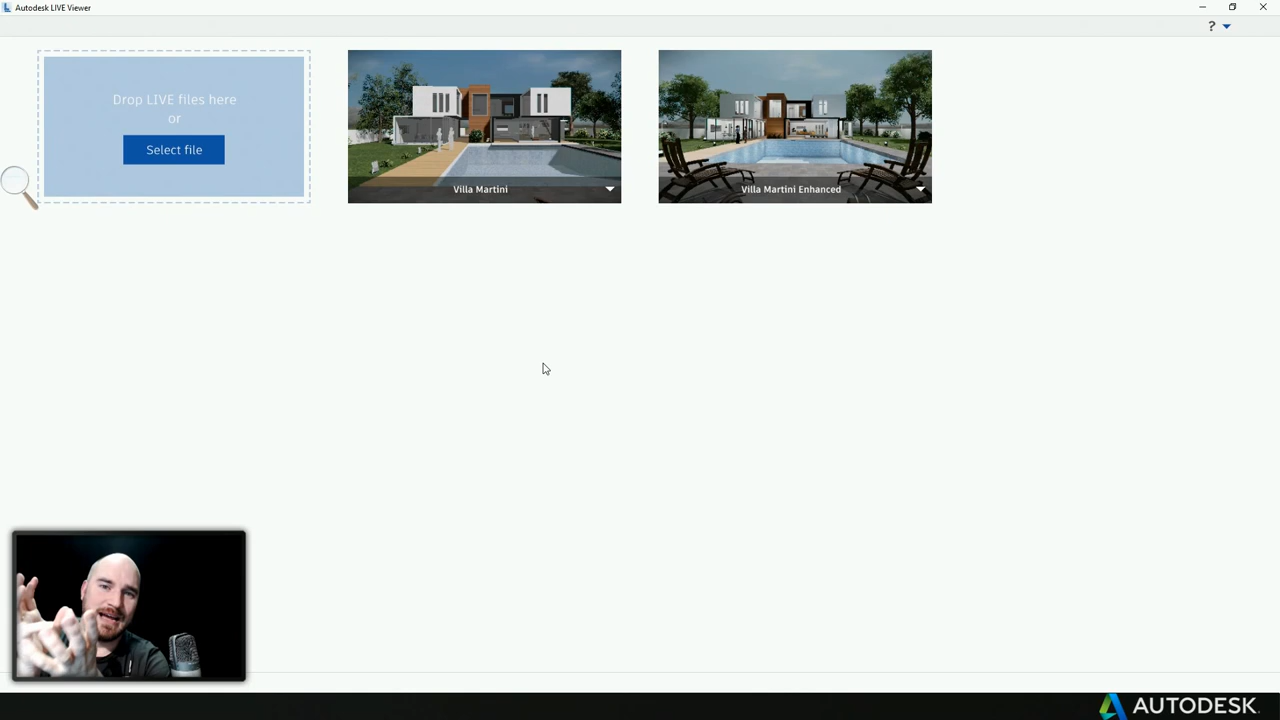 Autodesk LIVE Viewer
?
Drop LIVE files here
or
Select file
Villa Martini
Villa Martini Enhanced
AUTODESK.